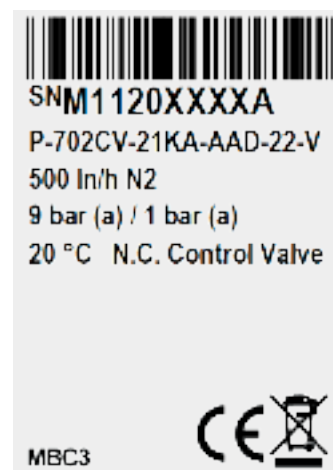 SNM1120XXXXA
P-702CV-21KA-AAD-22-V
500 ln/h N2
9 bar (a) / 1 bar (a)
20 °C N.C. Control Valve
MBC3
CE